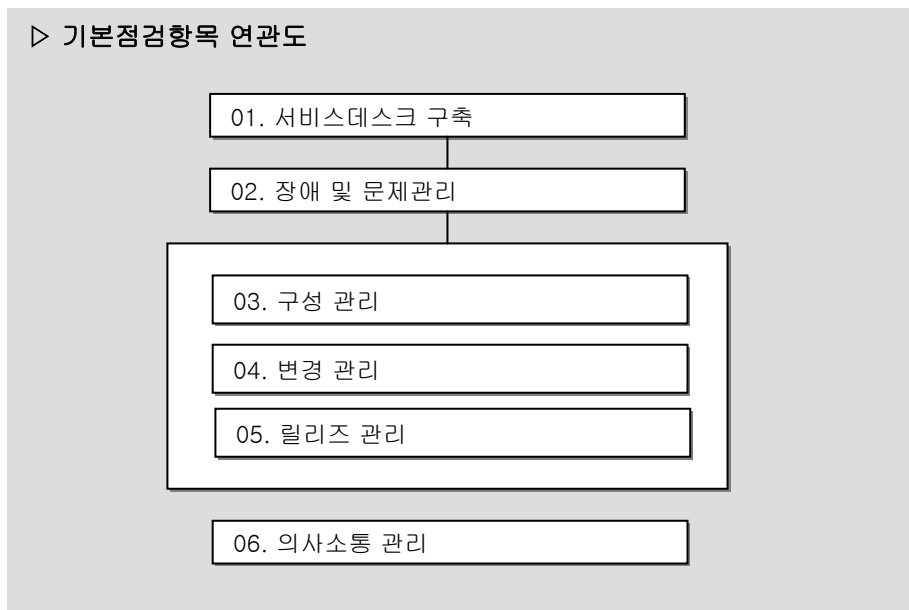 ▷ 기본점검항목 연관도
01. 서비스데스크 구축
02. 장애 및 문제관리
03. 구성 관리
04. 변경 관리
05. 릴리즈 관리
06. 의사소통 관리